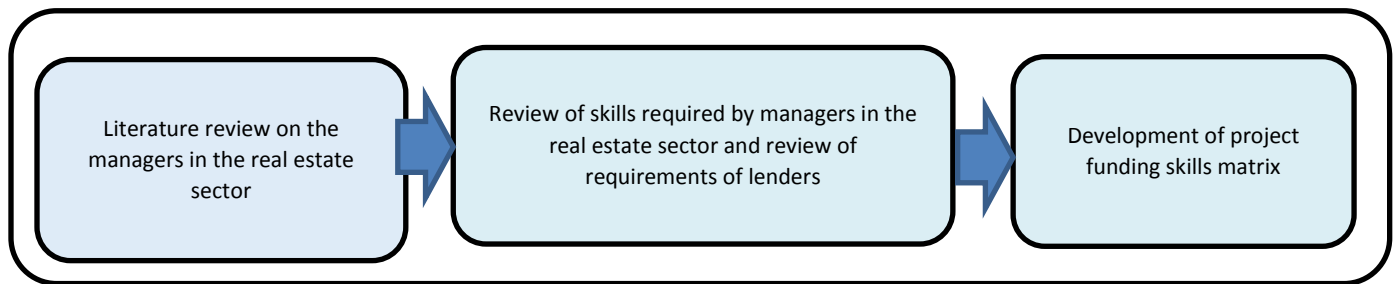 Literature review on the
managers in the real estate
sector
Review of skills required by managers in the
real estate sector and review of
requirements of lenders
Development of project
funding skills matrix